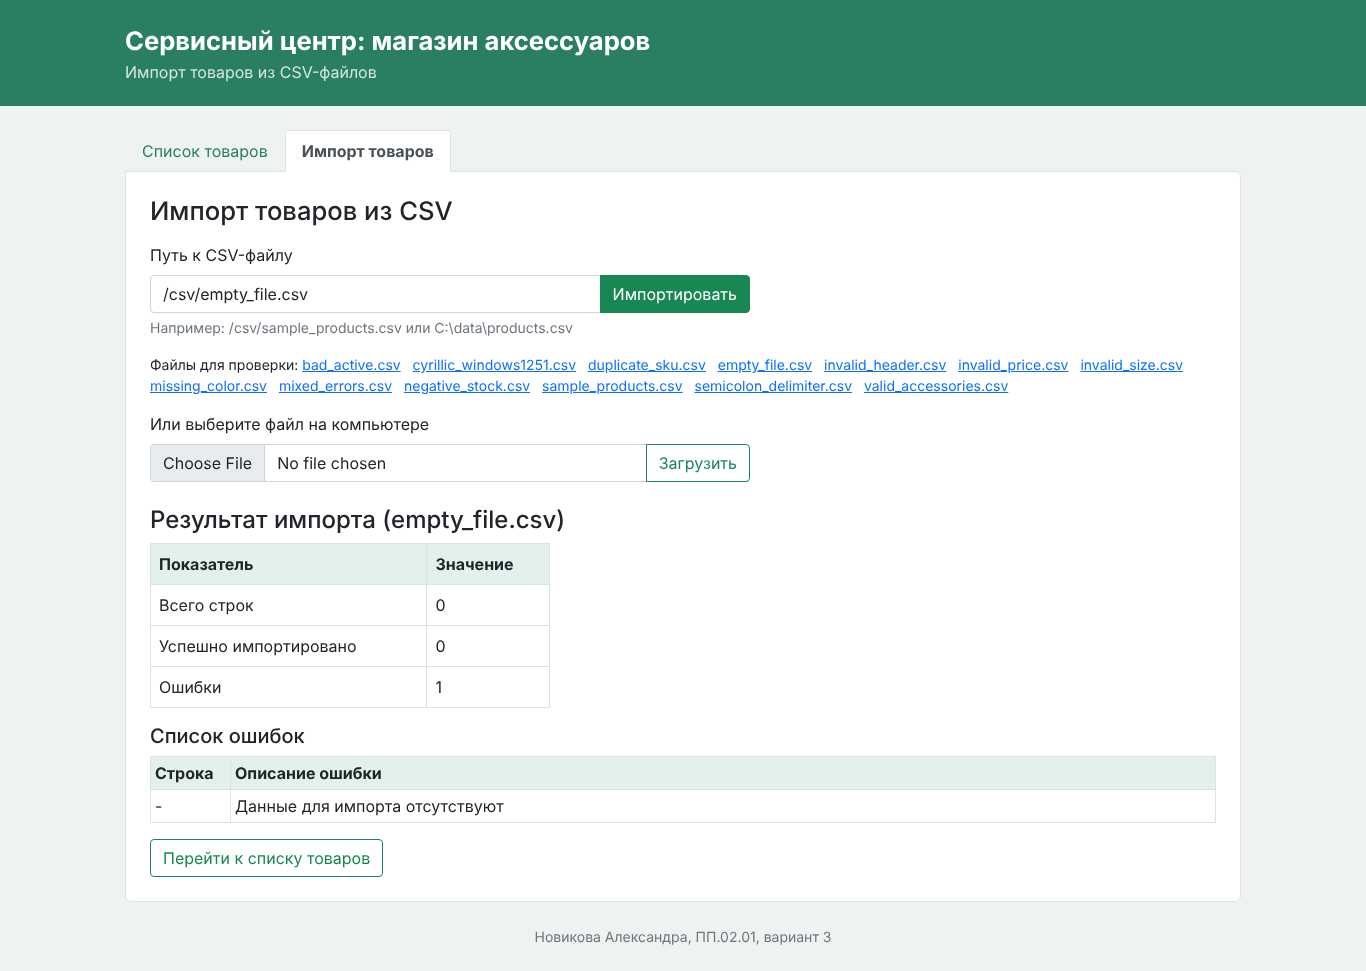 Сервисный центр: магазин аксессуаров
Импорт товаров из CSV-файлов
Список товаров Импорт товаров
Импорт товаров из CSV
Путь к CSV-файлу
/csv/empty_file.csv Импортировать
Например: /csv/sample_products.csv или C:\data\products.csv
Файлы для проверки: bad_active.csv cyrillic_windows1251.csv duplicate_sku.csv empty_file.csv invalid_header.csv invalid_price.csv invalid_size.csv
missing_color.csv mixed_errors.csv negative_stock.csv sample_products.csv semicolon_delimiter.csv valid_accessories.csv
Или выберите файл на компьютере
Choose File No file chosen Загрузить
Результат импорта (empty_file.csv)
Показатель Значение
Всего строк 0
Успешно импортировано 0
Ошибки 1
Список ошибок
Строка Описание ошибки
- Данные для импорта отсутствуют
Перейти к списку товаров
Новикова Александра, ПП.02.01, вариант 3